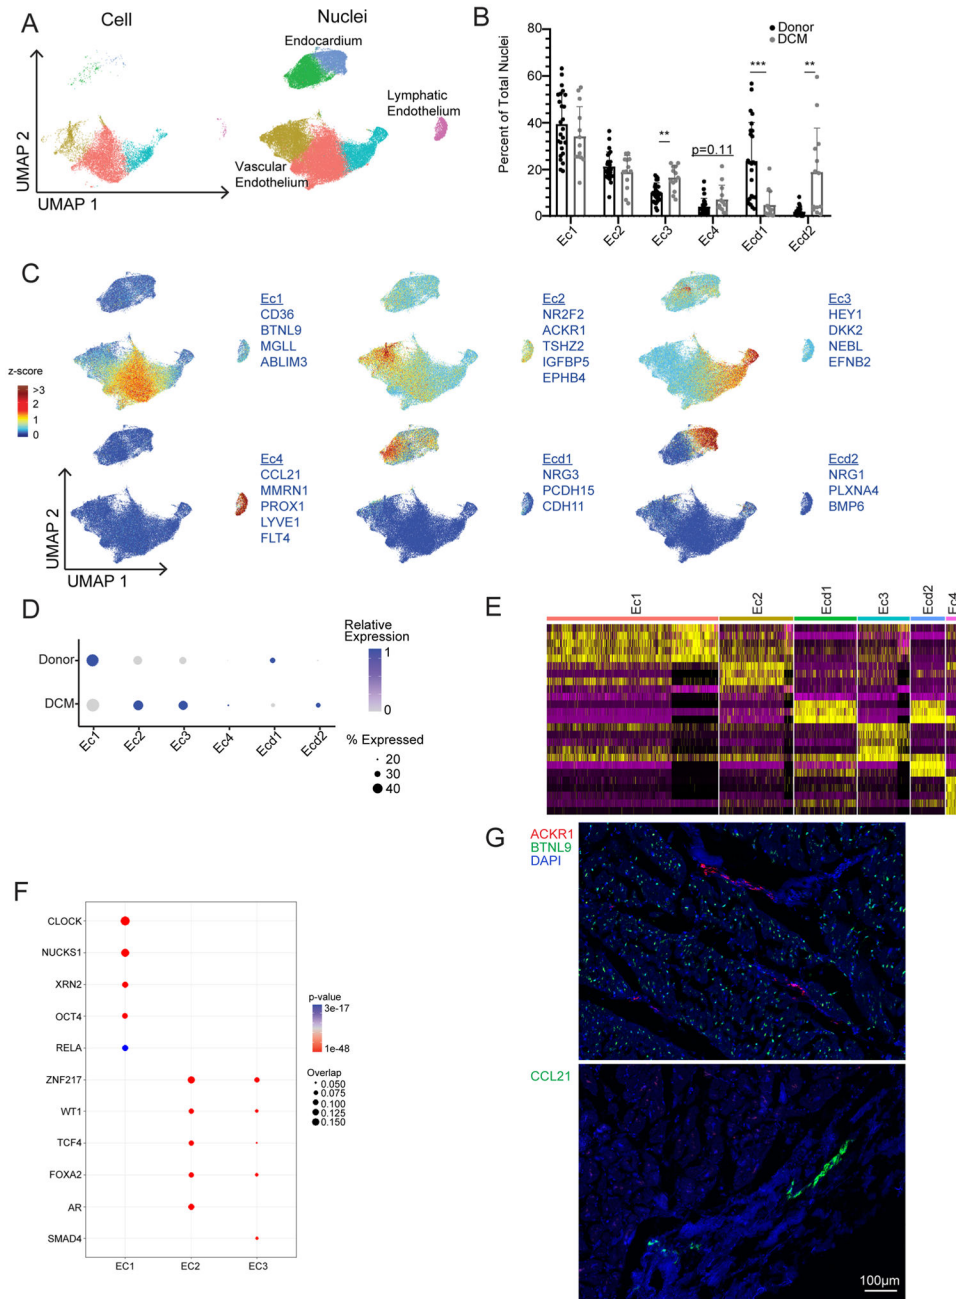 A
Cell
Nuclei
Endocardium
Lymphatic
Endothelium
Vascular
Endothelium
UMAP 2
UMAP 1
B
Donor
DCM
Percent of Total Nuclei
80
60
40
20
0
**
p=0.11
***
**
Ec1
Ec2
Ec3
Ec4
Ecd1
Ecd2
C
z-score
>3
2
1
0
Ec1
CD36
BTNL9
MGLL
ABLIM3
Ec2
NR2F2
ACKR1
TSHZ2
IGFBP5
EPHB4
Ec3
HEY1
DKK2
NEBL
EFNB2
Ec4
CCL21
MMRN1
PROX1
LYVE1
FLT4
Ecd1
NRG3
PCDH15
CDH11
Ecd2
NRG1
PLXNA4
BMP6
UMAP 2
UMAP 1
D
Donor
DCM
Ec1
Ec2
Ec3
Ec4
Ecd1
Ecd2
Relative
Expression
1
0
% Expressed
20
30
40
E
Ec1
Ec2
Ecd1
Ec3
Ecd2
Ec4
F
CLOCK
NUCKS1
XRN2
OCT4
RELA
ZNF217
WT1
TCF4
FOXA2
AR
SMAD4
EC1
EC2
EC3
p-value
3e-17
1e-48
Overlap
0.050
0.075
0.100
0.125
0.150
G
ACKR1
BTNL9
DAPI
CCL21
100µm